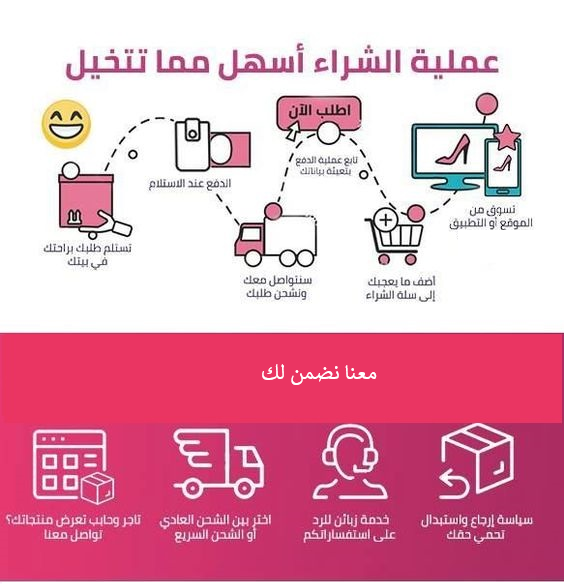 عملية الشراء أسهل مما تتخيل
تسوق من
الموقع أو التطبيق
أضف ما يعجبك
إلى سلة الشراء
اطلب الآن
تابع عملية الدفع
بتعبئة بياناتك
سنتواصل معك
ونشحن طلبك
الدفع عند الاستلام
تستلم طلبك براحتك
في بيتك
معنا نضمن لك
سياسة إرجاع واستبدال
تحمي حقك
خدمة زبائن للرد
على استفساراتكم
اختر بين الشحن العادي
أو الشحن السريع
تاجر وحابب تعرض منتجاتك؟
تواصل معنا